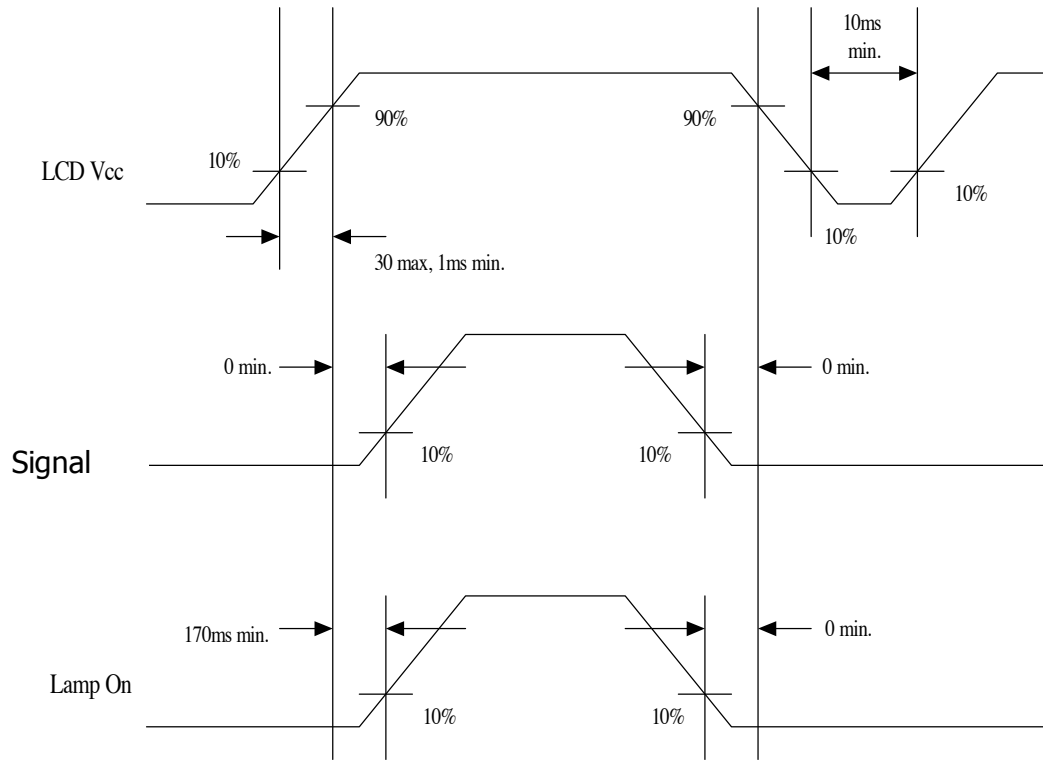 10ms
min.
90%
90%
10%
LCD Vcc
10%
10%
30 max, 1ms min.
0 min.
0 min.
10%
10%
Signal
170ms min.
0 min.
Lamp On
10%
10%